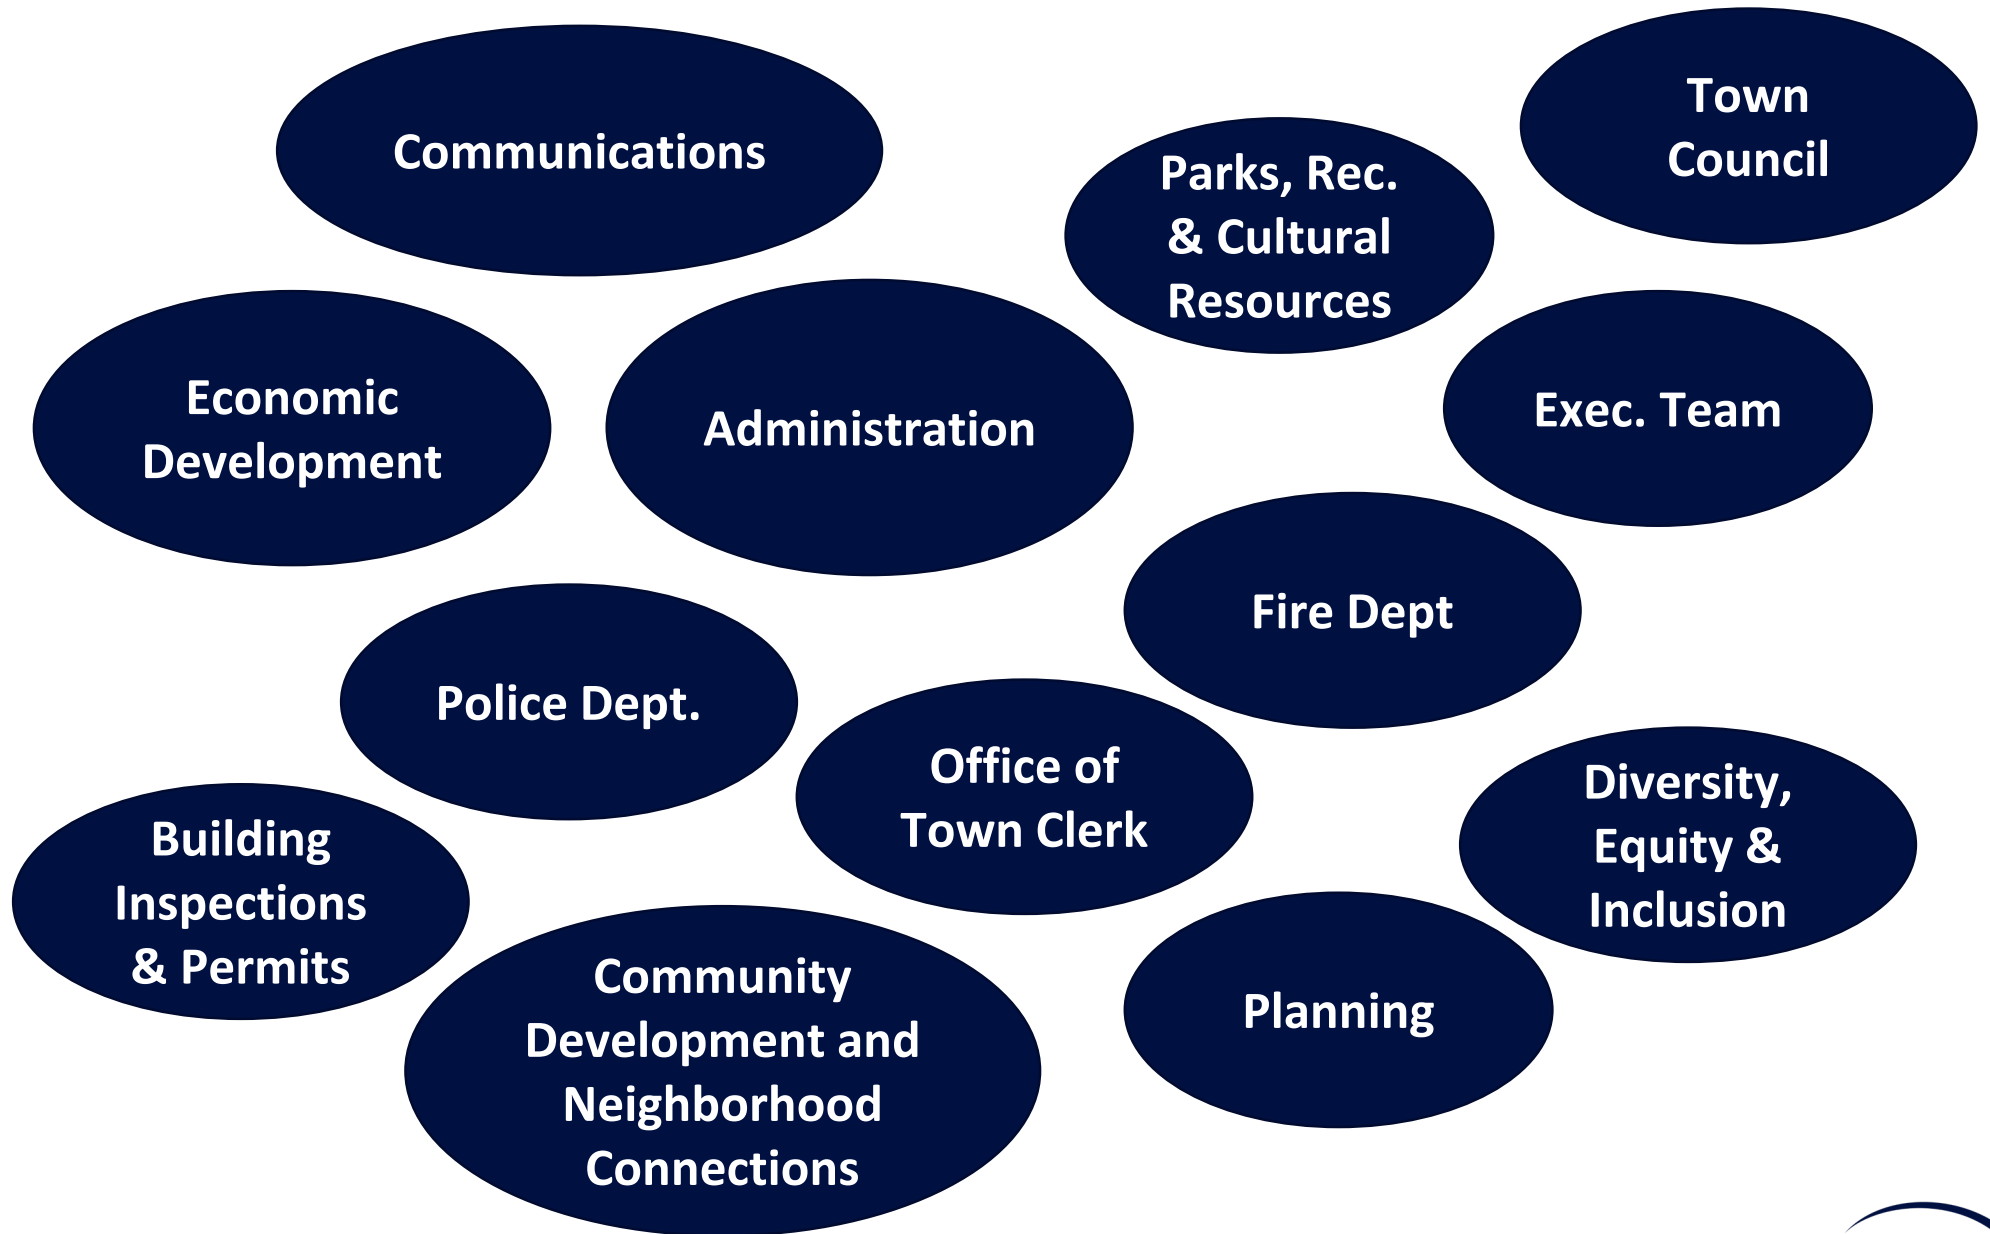 Communications
Town
Council
Parks, Rec.
& Cultural
Resources
Economic
Development
Administration
Exec. Team
Fire Dept
Police Dept.
Office of
Town Clerk
Diversity,
Equity &
Inclusion
Building
Inspections
& Permits
Community
Development and
Neighborhood
Connections
Planning